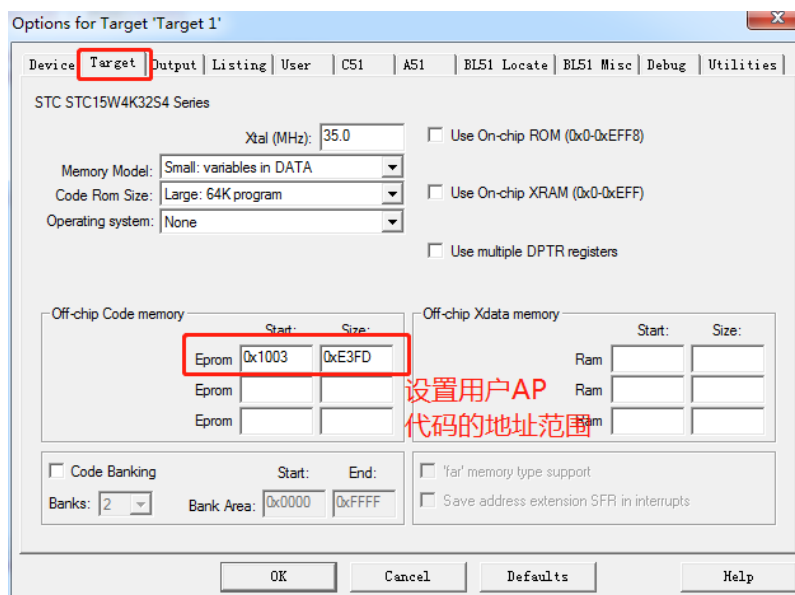 Options for Target 'Target 1'
Device Target Output Listing User C51 A51 BL51 Locate BL51 Misc Debug Utilities
STC STC15W4K32S4 Series
Xtal (MHz): 35.0
Use On-chip ROM (0x0-0xEFF8)
Memory Model: Small: variables in DATA
Code Rom Size: Large: 64K program
Use On-chip XRAM (0x0-0xEFF)
Operating system: None
Use multiple DPTR registers
Off-chip Code memory
Start: Size:
Eprom 0x1003 0xE3FD
Eprom
Eprom
Off-chip Xdata memory
Start: Size:
Ram
Ram
Ram
设置用户AP
代码的地址范围
Code Banking Start: End:
Banks: 2 Bank Area: 0x0000 0xFFFF
'far' memory type support
Save address extension SFR in interrupts
OK Cancel Defaults Help